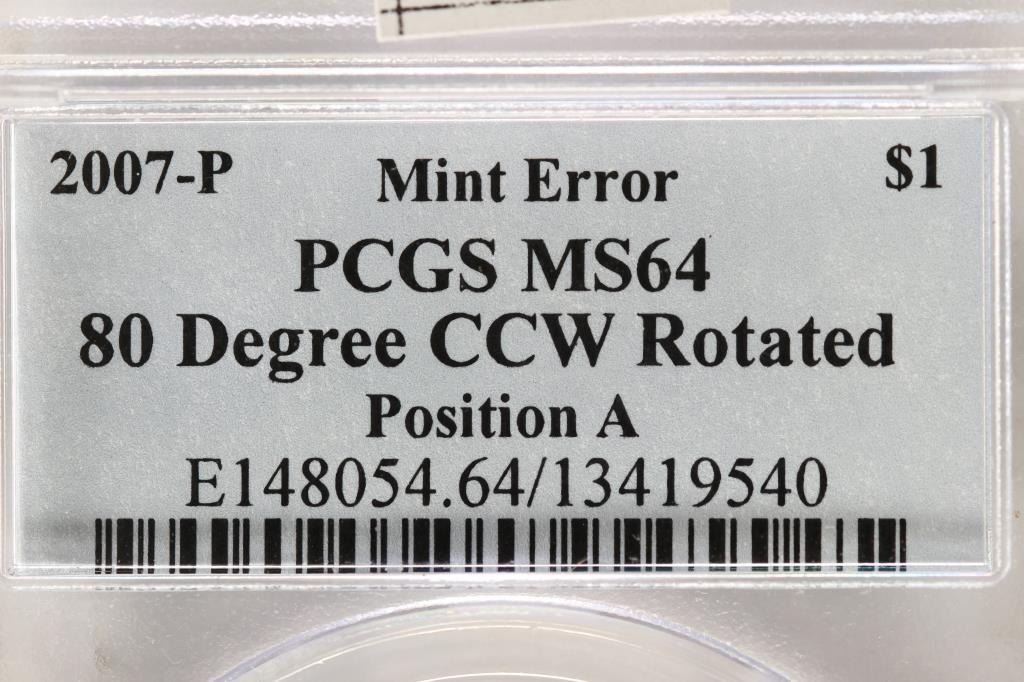 2007-P Mint Error $1
PCGS MS64
80 Degree CCW Rotated
Position A
E148054.64/13419540